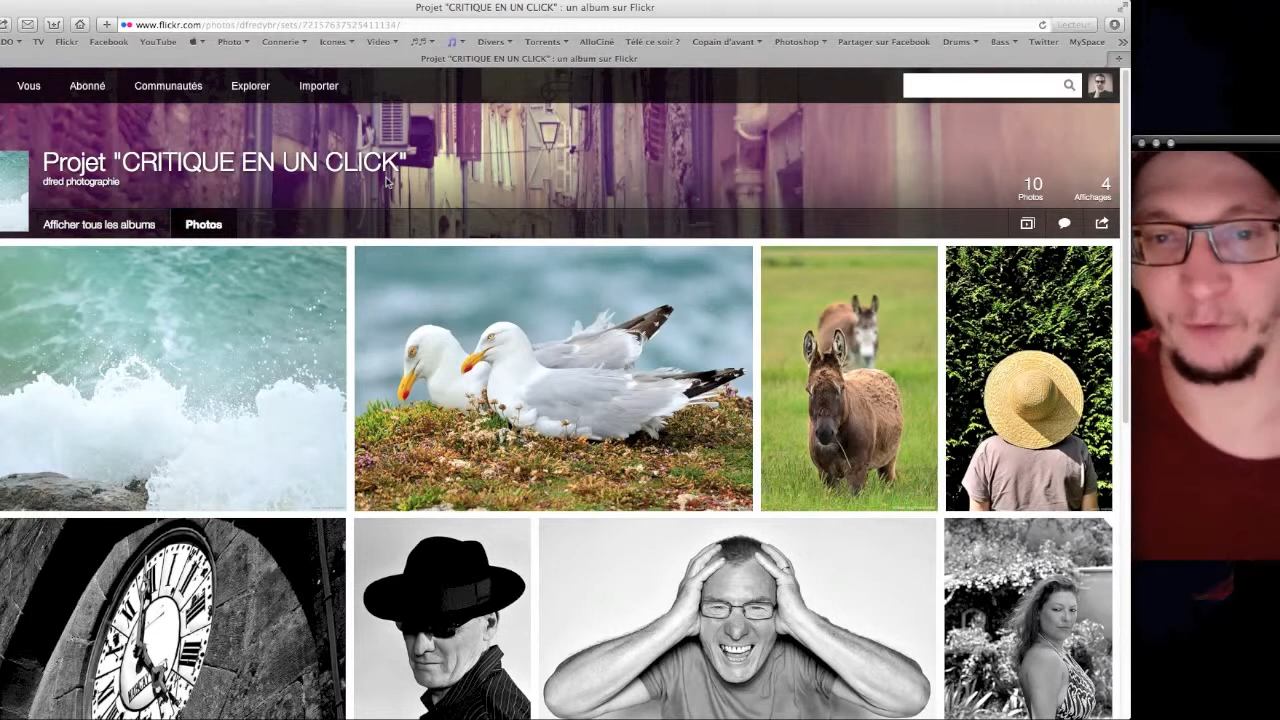 Projet "CRITIQUE EN UN CLICK" : un album sur Flickr
www.flickr.com/photos/dfredybr/sets/72157637525411134/
Lecteur
DO TV Flickr Facebook YouTube Photo Connerie Icones Video Divers Torrents AlloCiné Télé ce soir ? Copain d'avant Photoshop Partager sur Facebook Drums Bass Twitter MySpace
Projet "CRITIQUE EN UN CLICK" : un album sur Flickr
Vous Abonné Communautés Explorer Importer
Projet "CRITIQUE EN UN CLICK"
dfred photographie
10 4
Photos Affichages
Afficher tous les albums Photos